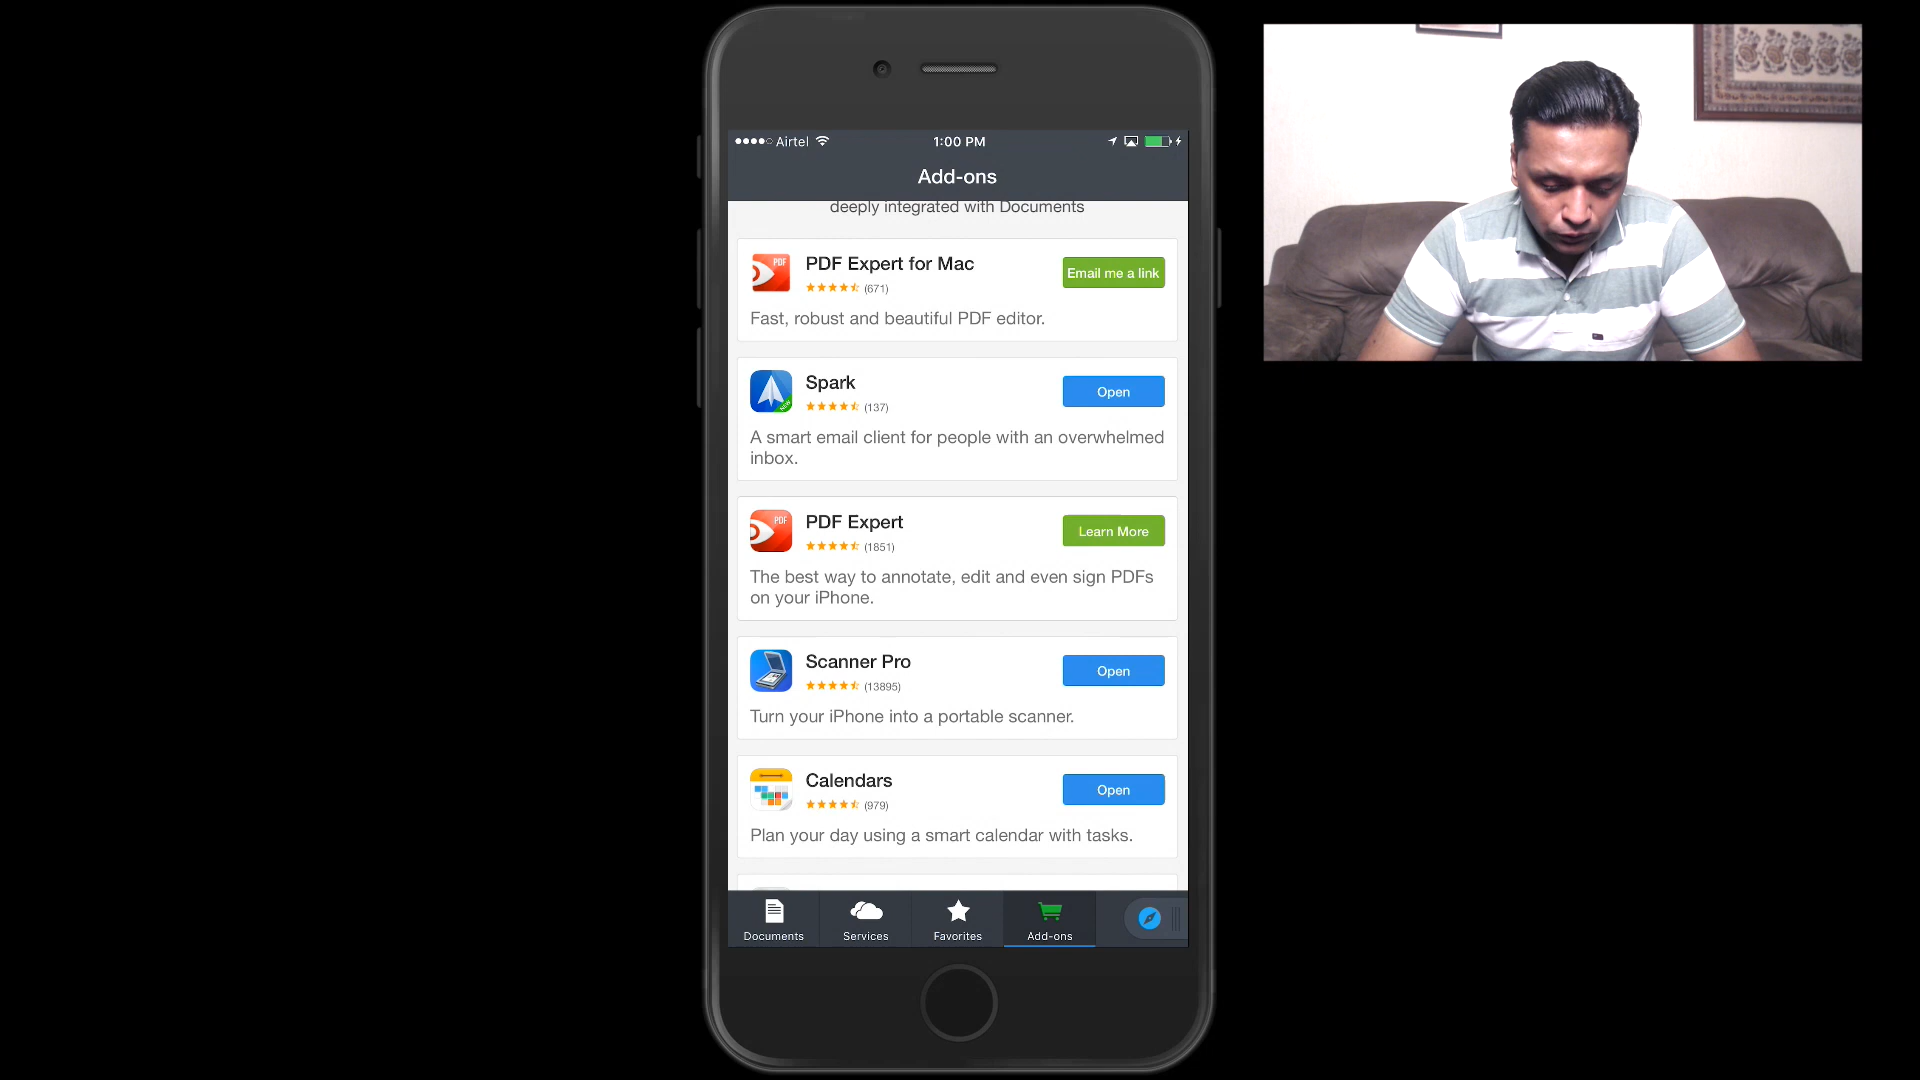 Airtel 1:00 PM
Add-ons
deeply integrated with Documents
PDF
PDF Expert for Mac
(671)
Email me a link
Fast, robust and beautiful PDF editor.
NEW
Spark
(137)
Open
A smart email client for people with an overwhelmed
inbox.
PDF
PDF Expert
(1851)
Learn More
The best way to annotate, edit and even sign PDFs
on your iPhone.
Scanner Pro
(13895)
Open
Turn your iPhone into a portable scanner.
Calendars
(979)
Open
Plan your day using a smart calendar with tasks.
Documents Services Favorites Add-ons